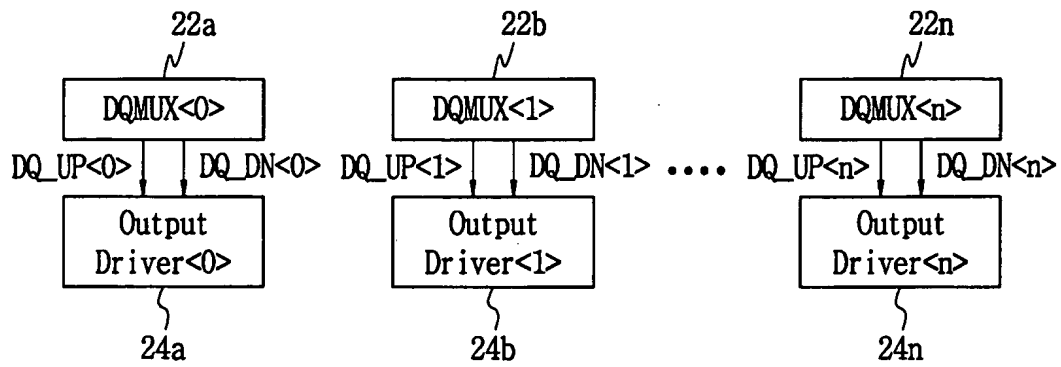 22a 22b 22n
DQMUX<0> DQMUX<1> DQMUX<n>
DQ_UP<0> DQ_DN<0> DQ_UP<1> DQ_DN<1> •••• DQ_UP<n> DQ_DN<n>
Output Output Output
Driver<0> Driver<1> Driver<n>
24a 24b 24n